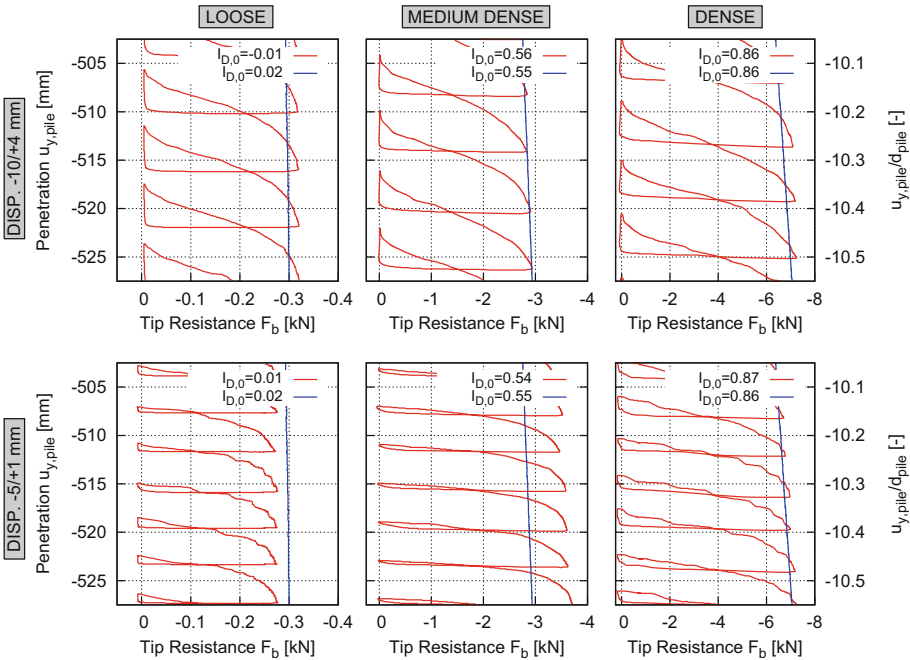 LOOSE MEDIUM DENSE DENSE
DISP. -10/+4 mm
Penetration u_y,pile [mm]
-505
-510
-515
-520
-525
I_D,0=-0.01
I_D,0=0.02
I_D,0=0.56
I_D,0=0.55
I_D,0=0.86
I_D,0=0.86
-10.1
-10.2
-10.3
-10.4
-10.5
u_y,pile/d_pile [-]
0 -0.1 -0.2 -0.3 -0.4
0 -1 -2 -3 -4
0 -2 -4 -6 -8
Tip Resistance F_b [kN]
Tip Resistance F_b [kN]
Tip Resistance F_b [kN]
DISP. -5/+1 mm
Penetration u_y,pile [mm]
-505
-510
-515
-520
-525
I_D,0=0.01
I_D,0=0.02
I_D,0=0.54
I_D,0=0.55
I_D,0=0.87
I_D,0=0.86
-10.1
-10.2
-10.3
-10.4
-10.5
u_y,pile/d_pile [-]
0 -0.1 -0.2 -0.3 -0.4
0 -1 -2 -3 -4
0 -2 -4 -6 -8
Tip Resistance F_b [kN]
Tip Resistance F_b [kN]
Tip Resistance F_b [kN]